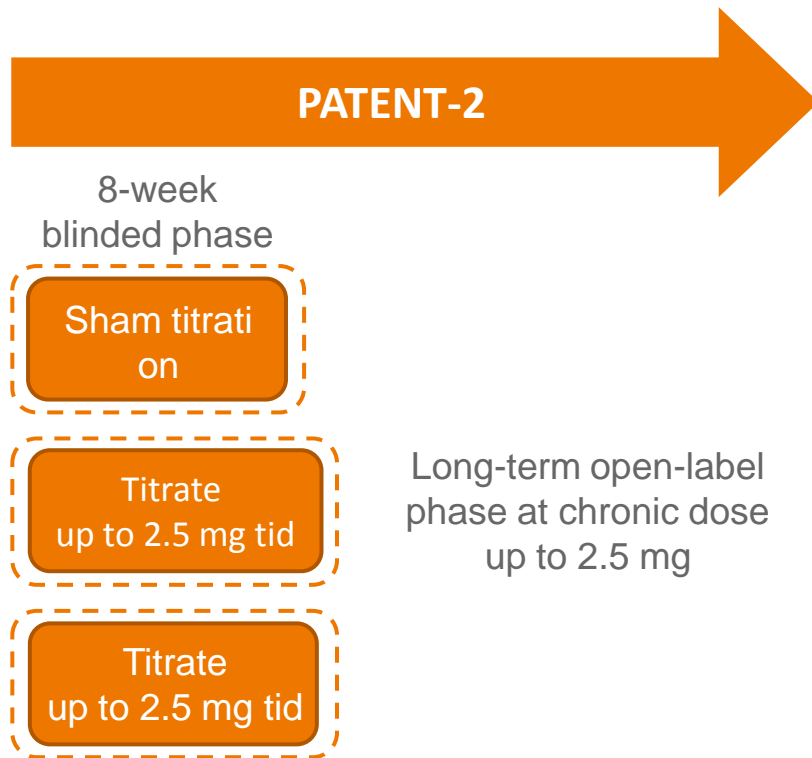 PATENT-2
8-week
blinded phase
Sham titrati
on
Titrate
up to 2.5 mg tid
Long-term open-label
phase at chronic dose
up to 2.5 mg
Titrate
up to 2.5 mg tid